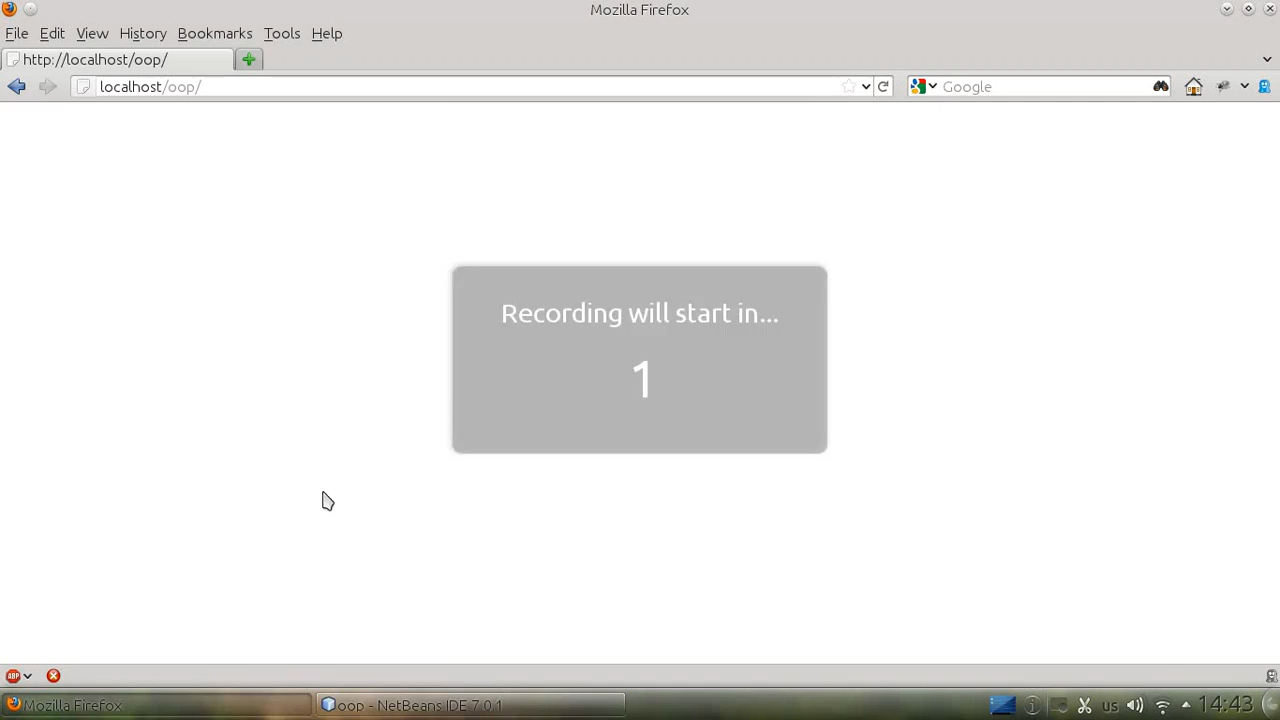 Mozilla Firefox
File Edit View History Bookmarks Tools Help
http://localhost/oop/
localhost/oop/
Google
Recording will start in...
1
ABP
Mozilla Firefox
oop - NetBeans IDE 7.0.1
us
14:43